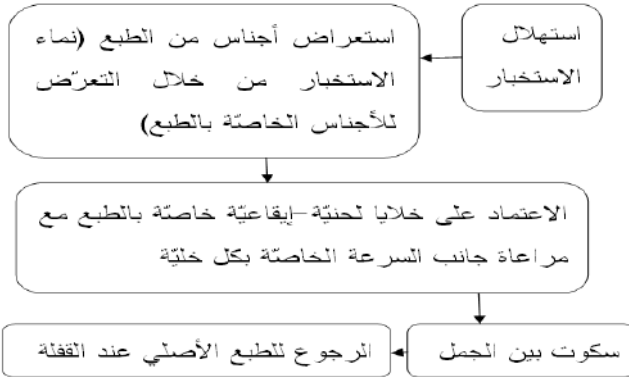 استهلال
الاستخبار
استعراض أجناس من الطبع (نماء
الاستخبار من خلال التعرّض
للأجناس الخاصّة بالطبع)
الاعتماد على خلايا لحنيّة-إيقاعيّة خاصّة بالطبع مع
مراعاة جانب السرعة الخاصّة بكل خليّة
سكوت بين الجمل
الرجوع للطبع الأصلي عند القفلة